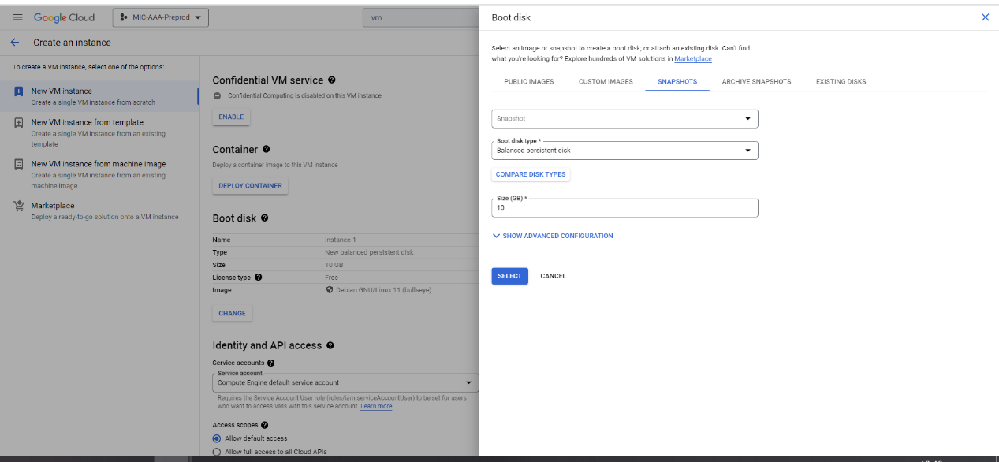 Google Cloud
MIC-AAA-Preprod
vm
Create an instance
To create a VM instance, select one of the options:
New VM instance
Create a single VM instance from scratch
New VM instance from template
Create a single VM instance from an existing
template
New VM instance from machine image
Create a single VM instance from an existing
machine image
Marketplace
Deploy a ready-to-go solution onto a VM instance
Confidential VM service
Confidential Computing is disabled on this VM instance
ENABLE
Container
Deploy a container image to this VM instance
DEPLOY CONTAINER
Boot disk
Name instance-1
Type New balanced persistent disk
Size 10 GB
License type Free
Image Debian GNU/Linux 11 (bullseye)
CHANGE
Identity and API access
Service accounts
Service account
Compute Engine default service account
Requires the Service Account User role (roles/iam.serviceAccountUser) to be set for users
who want to access VMs with this service account. Learn more
Access scopes
Allow default access
Allow full access to all Cloud APIs
Boot disk
Select an image or snapshot to create a boot disk; or attach an existing disk. Can't find
what you're looking for? Explore hundreds of VM solutions in Marketplace
PUBLIC IMAGES CUSTOM IMAGES SNAPSHOTS ARCHIVE SNAPSHOTS EXISTING DISKS
Snapshot
Boot disk type *
Balanced persistent disk
COMPARE DISK TYPES
Size (GB) *
10
SHOW ADVANCED CONFIGURATION
SELECT CANCEL